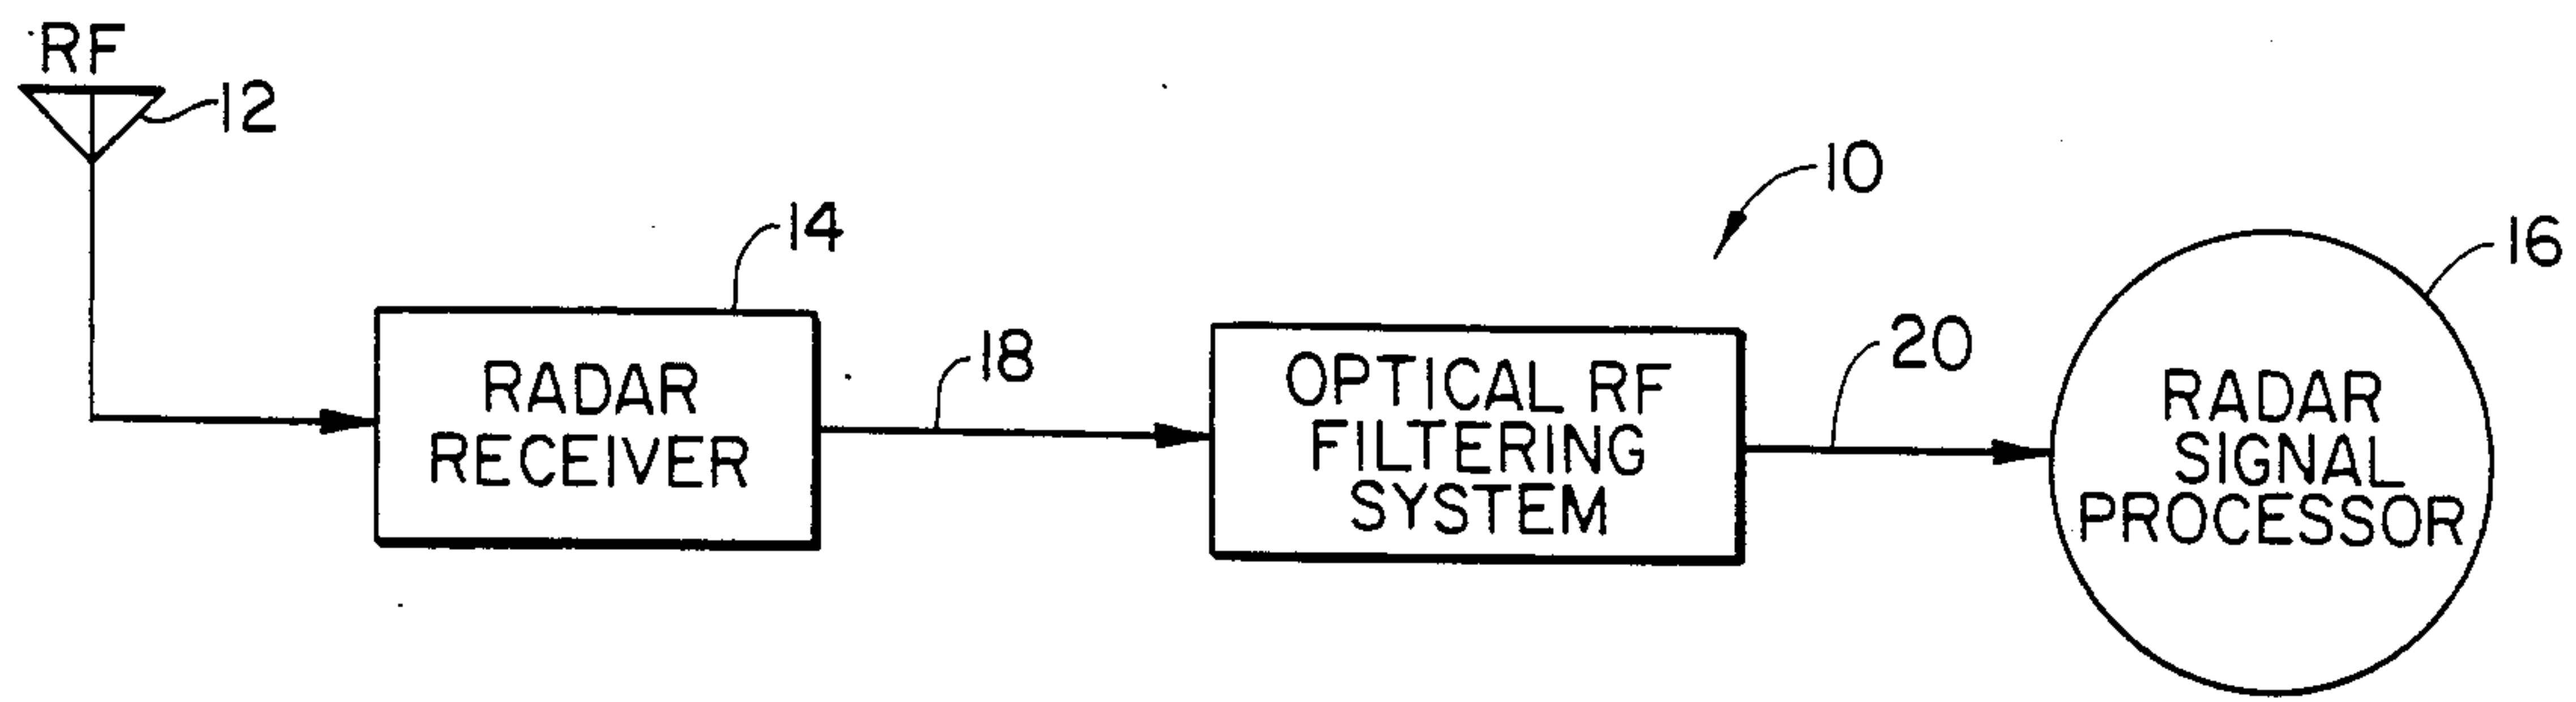 RF
12
14
RADAR
RECEIVER
18
10
OPTICAL RF
FILTERING
SYSTEM
20
16
RADAR
SIGNAL
PROCESSOR